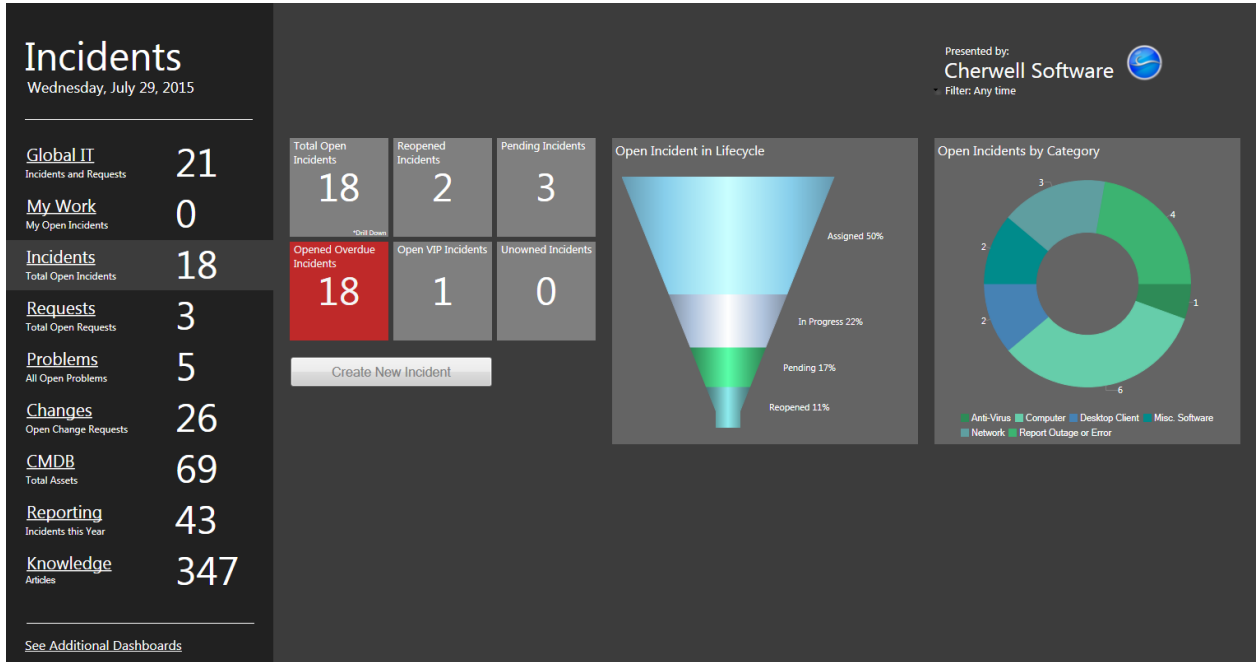 Incidents
Wednesday, July 29, 2015
Global IT
Incidents and Requests
21
My Work
My Open Incidents
0
Incidents
Total Open Incidents
18
Requests
Total Open Requests
3
Problems
All Open Problems
5
Changes
Open Change Requests
26
CMDB
Total Assets
69
Reporting
Incidents this Year
43
Knowledge
Articles
347
See Additional Dashboards
Presented by:
Cherwell Software
Filter: Any time
Total Open
Incidents
18
*Drill Down
Reopened
Incidents
2
Pending Incidents
3
Opened Overdue
Incidents
18
Open VIP Incidents
1
Unowned Incidents
0
Create New Incident
Open Incident in Lifecycle
Assigned 50%
In Progress 22%
Pending 17%
Reopened 11%
Open Incidents by Category
3
4
2
1
2
6
Anti-Virus Computer Desktop Client Misc. Software
Network Report Outage or Error